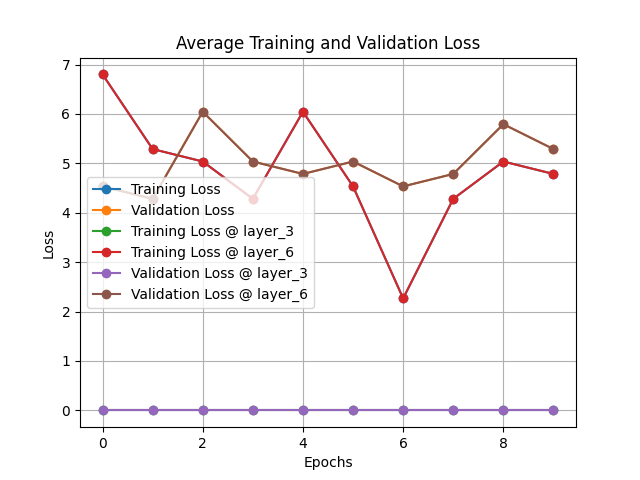 Average Training and Validation Loss
7
6
5
4
3
2
1
0
Loss
Training Loss
Validation Loss
Training Loss @ layer_3
Training Loss @ layer_6
Validation Loss @ layer_3
Validation Loss @ layer_6
0 2 4 6 8
Epochs